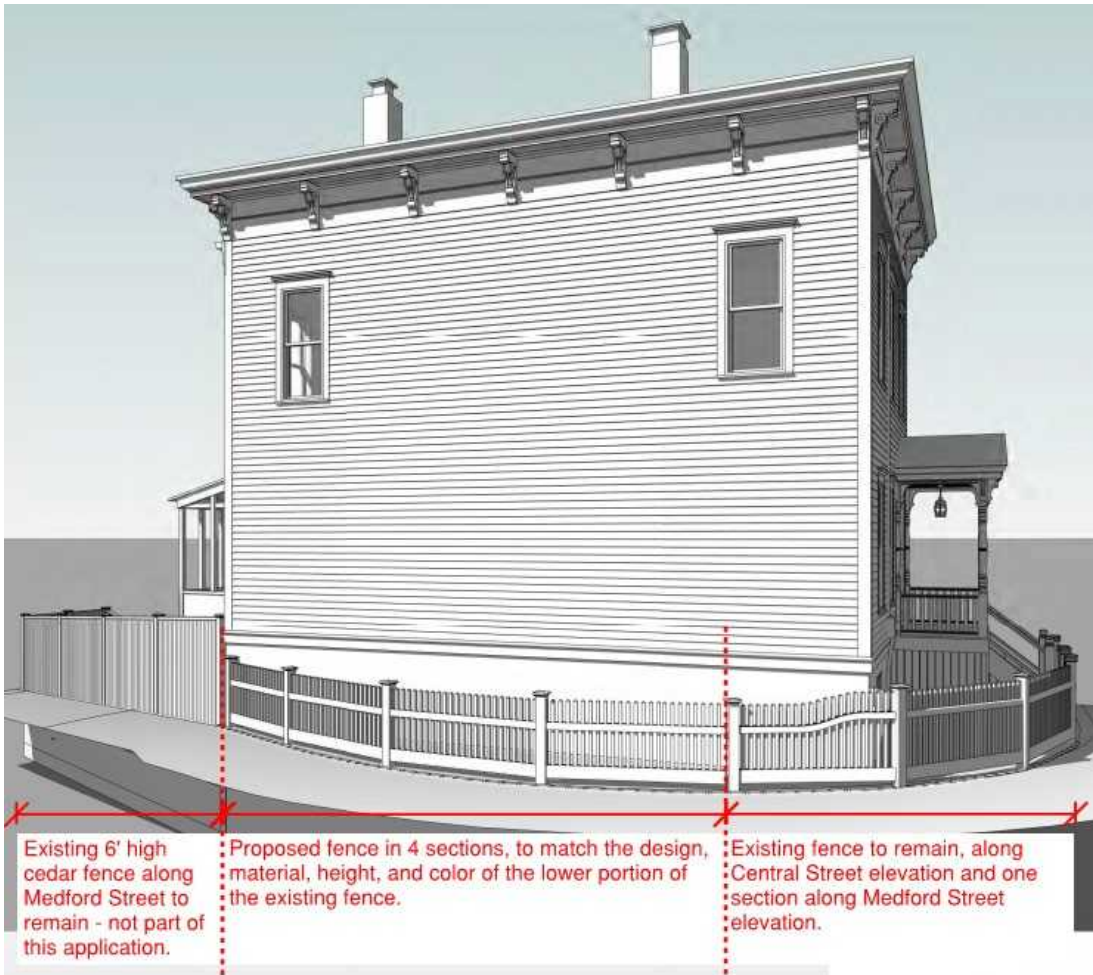 Existing 6' high
cedar fence along
Medford Street to
remain - not part of
this application.
Proposed fence in 4 sections, to match the design,
material, height, and color of the lower portion of
the existing fence.
Existing fence to remain, along
Central Street elevation and one
section along Medford Street
elevation.